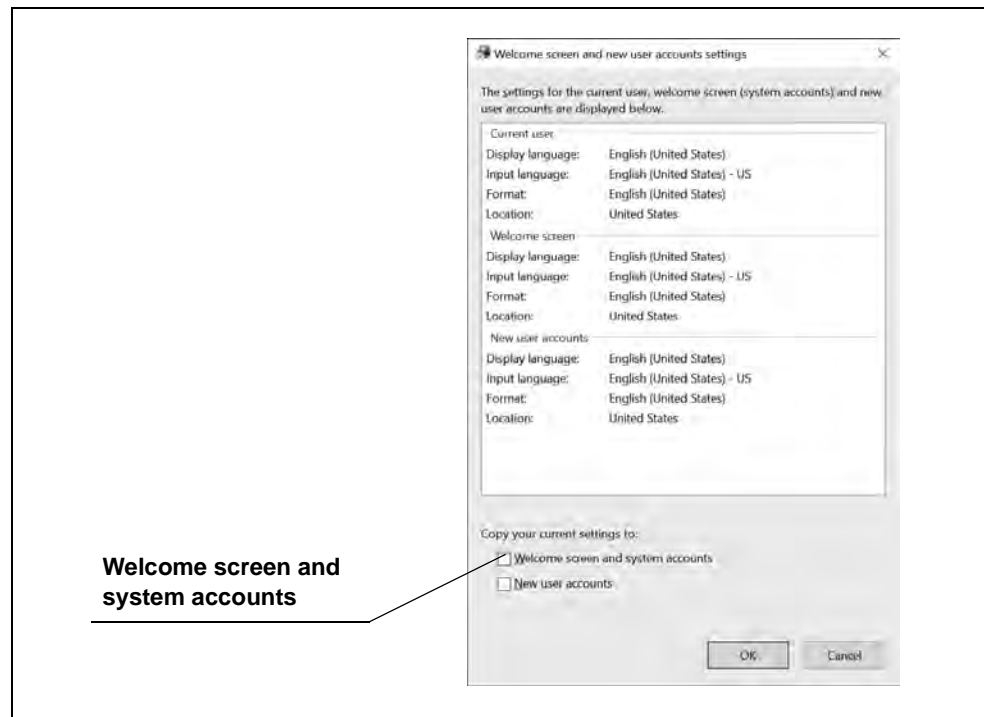 Welcome screen and new user accounts settings
The settings for the current user, welcome screen (system accounts) and new
user accounts are displayed below.
Current user
Display language: English (United States)
Input language: English (United States) - US
Format: English (United States)
Location: United States
Welcome screen
Display language: English (United States)
Input language: English (United States) - US
Format: English (United States)
Location: United States
New user accounts
Display language: English (United States)
Input language: English (United States) - US
Format: English (United States)
Location: United States
Copy your current settings to:
Welcome screen and system accounts
New user accounts
Welcome screen and
system accounts
OK Cancel